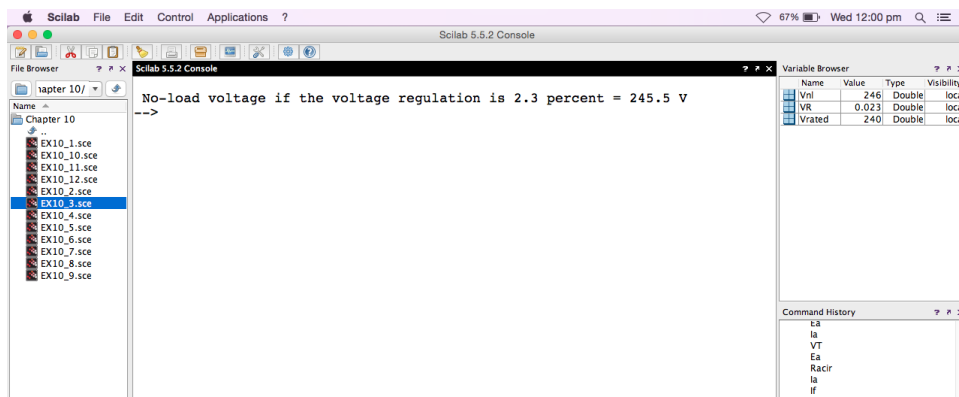 Scilab File Edit Control Applications ? 67% Wed 12:00 pm
Scilab 5.5.2 Console
File Browser ? ↗ X
Scilab 5.5.2 Console ? ↗ X
Variable Browser ?
hapter 10/
Name
Chapter 10
..
EX10_1.sce
EX10_10.sce
EX10_11.sce
EX10_12.sce
EX10_2.sce
EX10_3.sce
EX10_4.sce
EX10_5.sce
EX10_6.sce
EX10_7.sce
EX10_8.sce
EX10_9.sce
No-load voltage if the voltage regulation is 2.3 percent = 245.5 V
-->
Name Value Type Visibility
Vnl 246 Double loc
VR 0.023 Double loc
Vrated 240 Double loc
Command History ?
Ea
Ia
VT
Ea
Racir
Ia
If